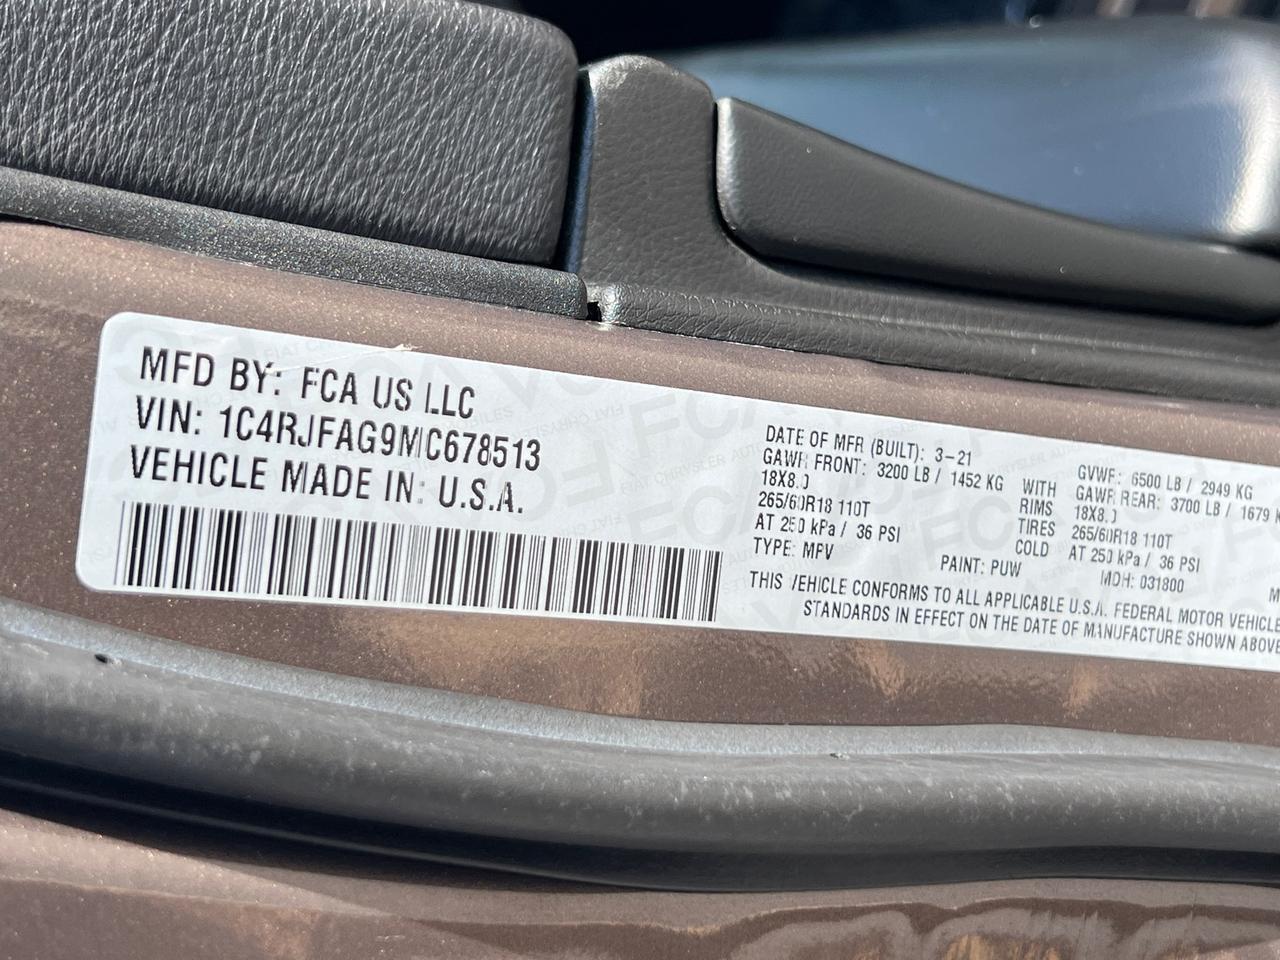 MFD BY: FCA US LLC
VIN: 1C4RJFAG9MC678513
VEHICLE MADE IN: U.S.A.
DATE OF MFR (BUILT): 3-21
GAWR FRONT: 3200 LB / 1452 KG WITH
18X8.0 RIMS
265/60R18 110T TIRES
AT 250 kPa / 36 PSI COLD
TYPE: MPV PAINT: PUW
GVWR: 6500 LB / 2949 KG
GAWR REAR: 3700 LB / 1679 K
18X8.0
265/60R18 110T
AT 250 kPa / 36 PSI
MDH: 031800 M
THIS VEHICLE CONFORMS TO ALL APPLICABLE U.S.A. FEDERAL MOTOR VEHICLE
STANDARDS IN EFFECT ON THE DATE OF MANUFACTURE SHOWN ABOVE